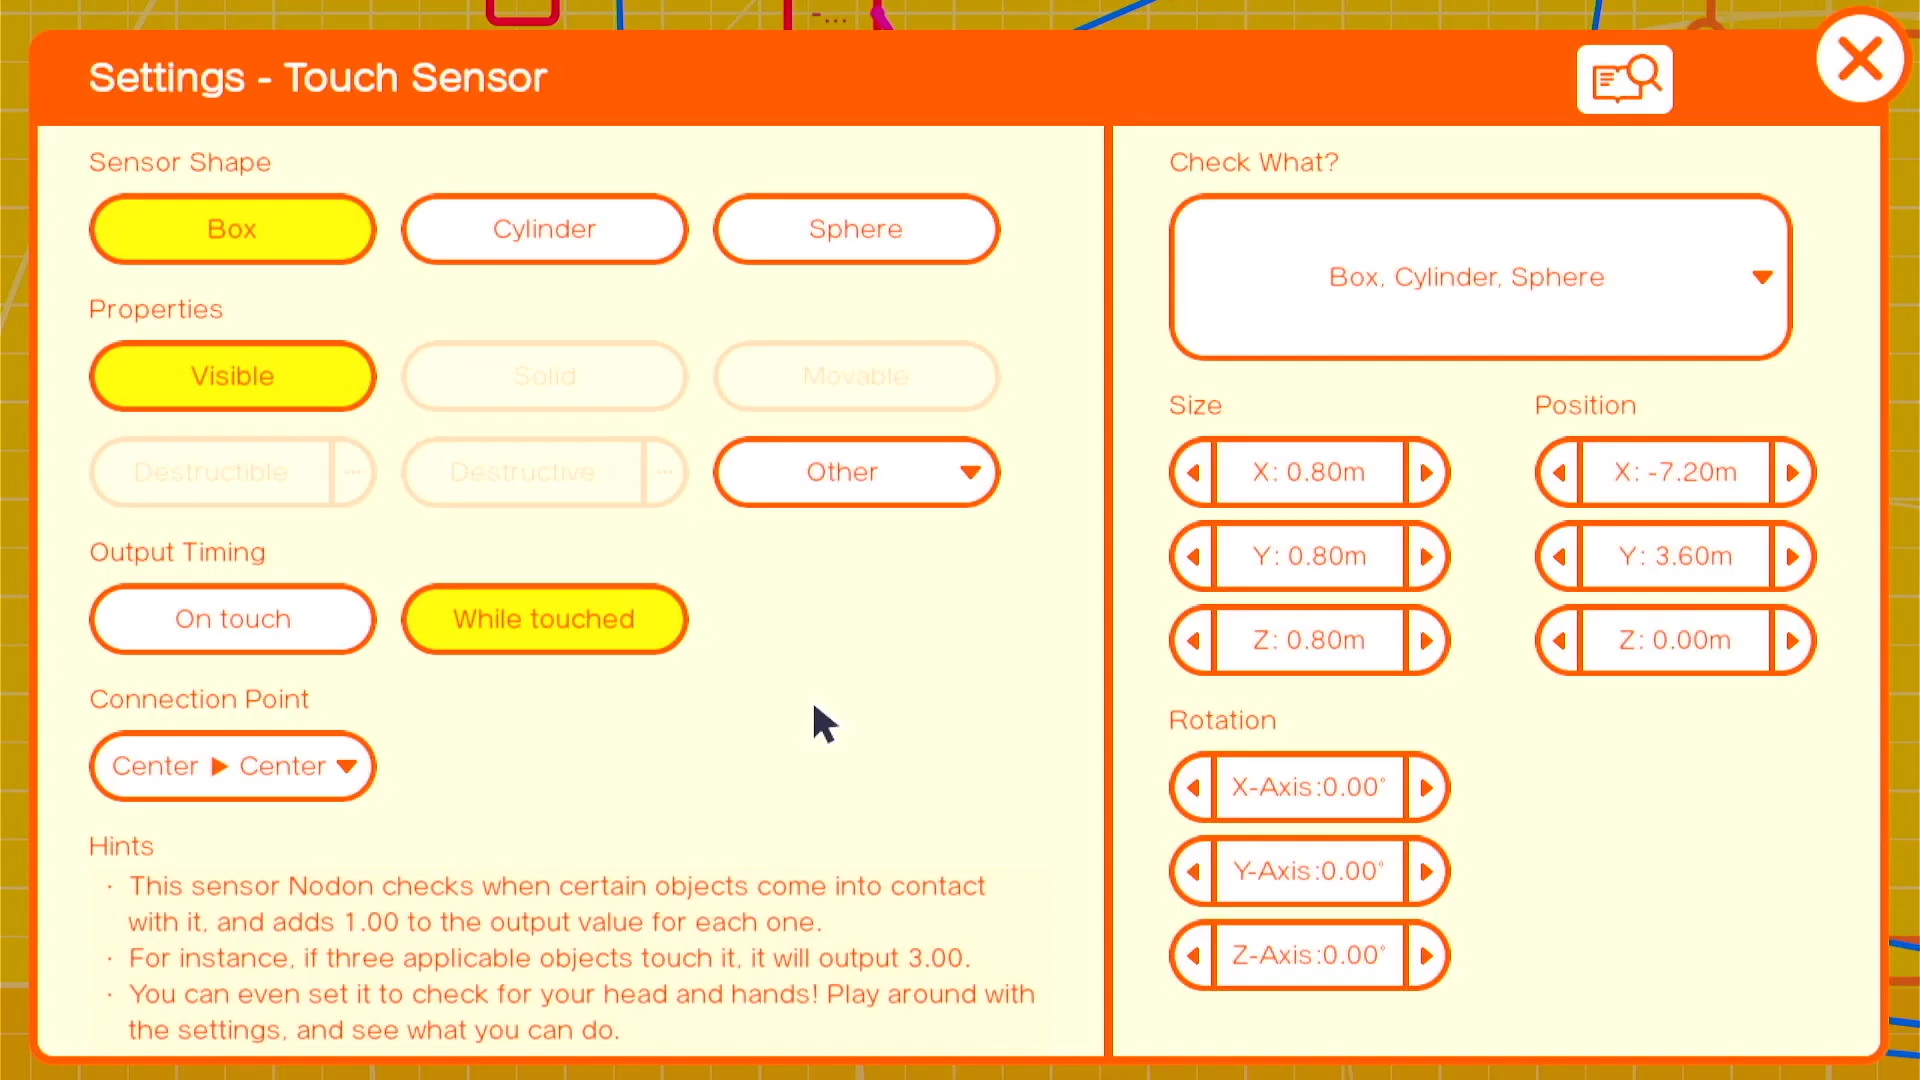 Settings - Touch Sensor
Sensor Shape
Box
Cylinder
Sphere
Properties
Visible
Solid
Movable
Destructible
...
Destructive
...
Other
Output Timing
On touch
While touched
Connection Point
Center ▶ Center
Hints
· This sensor Nodon checks when certain objects come into contact
with it, and adds 1.00 to the output value for each one.
· For instance, if three applicable objects touch it, it will output 3.00.
· You can even set it to check for your head and hands! Play around with
the settings, and see what you can do.
Check What?
Box, Cylinder, Sphere
Size
X: 0.80m
Y: 0.80m
Z: 0.80m
Position
X: -7.20m
Y: 3.60m
Z: 0.00m
Rotation
X-Axis:0.00°
Y-Axis:0.00°
Z-Axis:0.00°